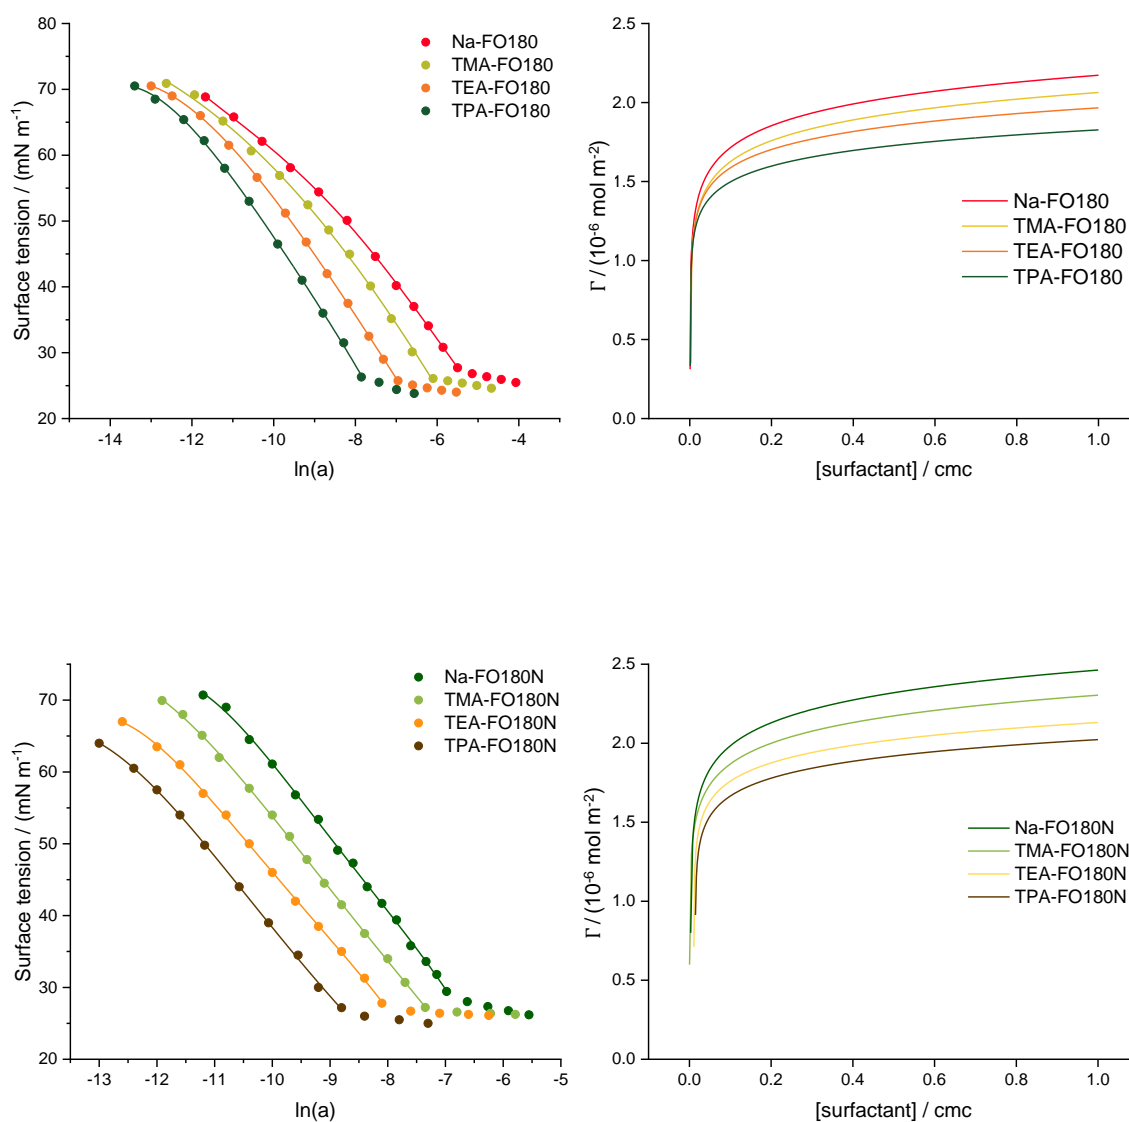 Surface tension / (mN m⁻¹)
80
70
60
50
40
30
20
-14
-12
-10
-8
-6
-4
ln(a)
Na-FO180
TMA-FO180
TEA-FO180
TPA-FO180
Γ / (10⁻⁶ mol m⁻²)
2.5
2.0
1.5
1.0
0.5
0.0
0.0
0.2
0.4
0.6
0.8
1.0
[surfactant] / cmc
Na-FO180
TMA-FO180
TEA-FO180
TPA-FO180
Surface tension / (mN m⁻¹)
70
60
50
40
30
20
-13
-12
-11
-10
-9
-8
-7
-6
-5
ln(a)
Na-FO180N
TMA-FO180N
TEA-FO180N
TPA-FO180N
Γ / (10⁻⁶ mol m⁻²)
2.5
2.0
1.5
1.0
0.5
0.0
0.0
0.2
0.4
0.6
0.8
1.0
[surfactant] / cmc
Na-FO180N
TMA-FO180N
TEA-FO180N
TPA-FO180N